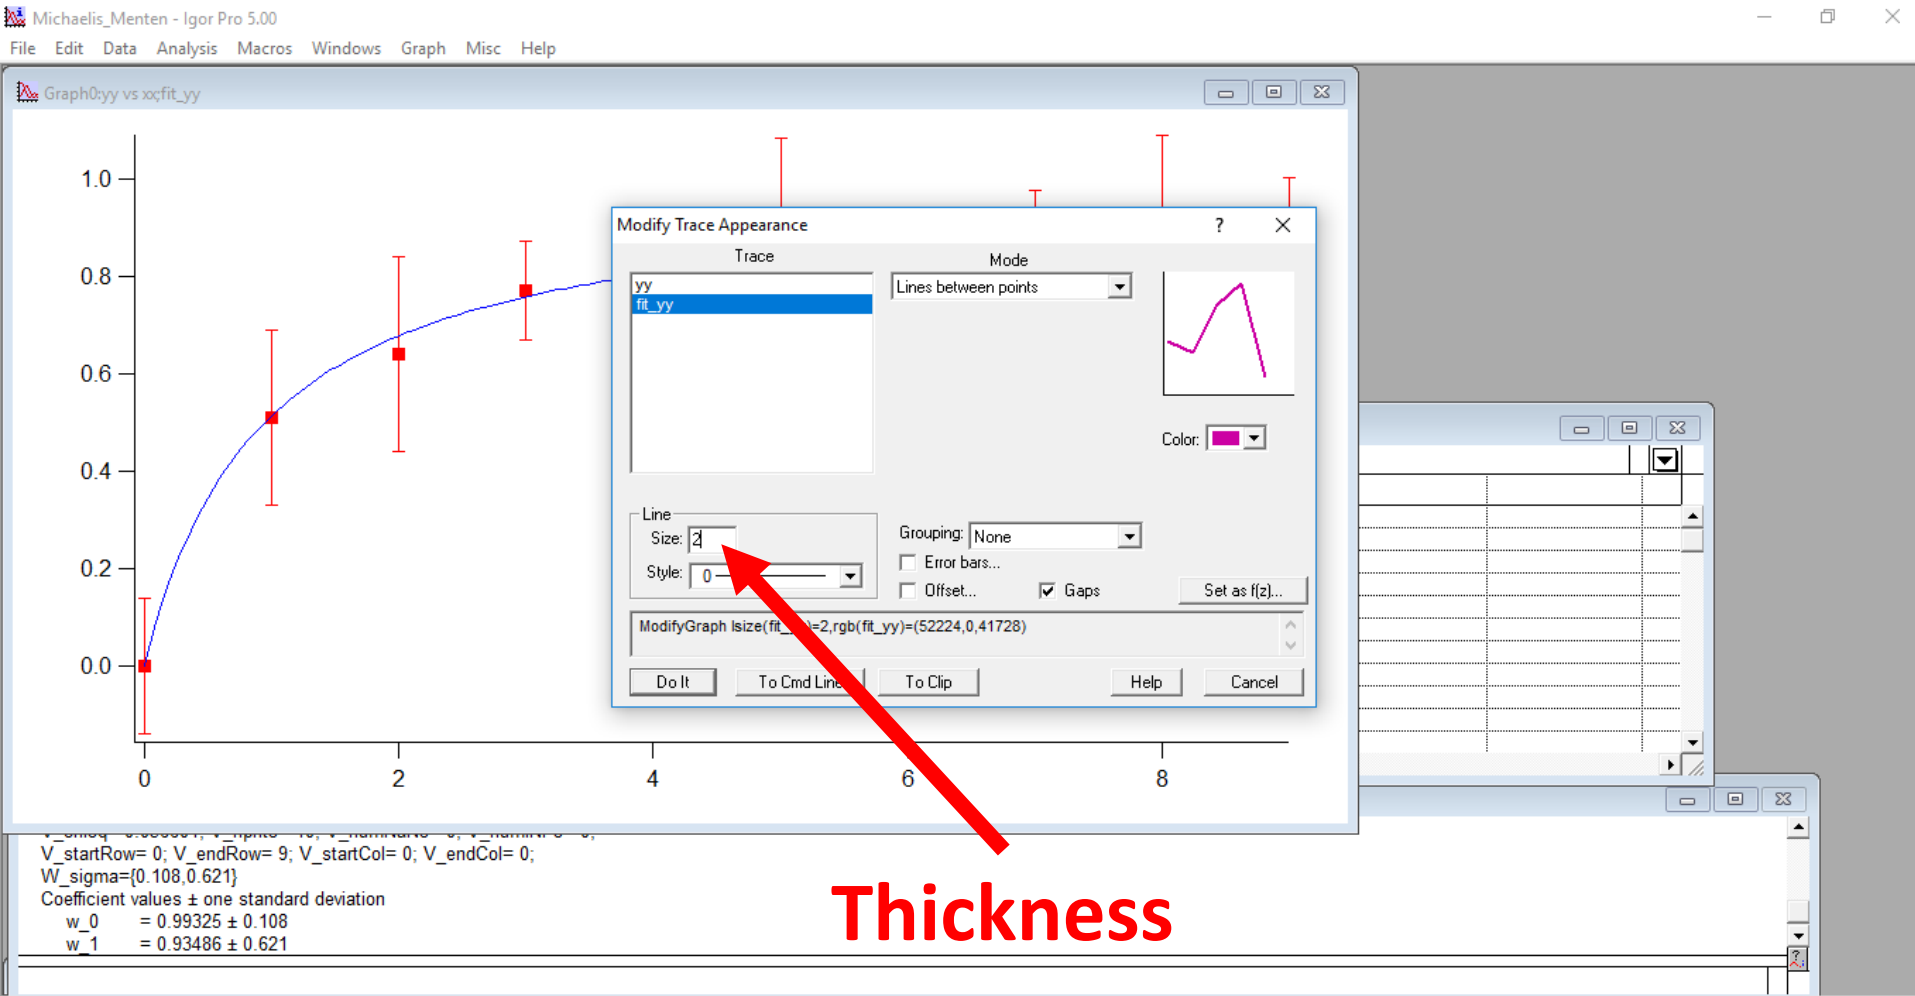 Michaelis_Menten - Igor Pro 5.00
File Edit Data Analysis Macros Windows Graph Misc Help
Graph0:yy vs xx;fit_yy
1.0
0.8
0.6
0.4
0.2
0.0
0 2 4 6 8
Modify Trace Appearance ?
Trace
yy
fit_yy
Mode
Lines between points
Color:
Line
Size: 2
Style: 0
Grouping: None
Error bars...
Offset... Gaps
Set as f(z)...
ModifyGraph lsize(fit_yy)=2,rgb(fit_yy)=(52224,0,41728)
Do It To Cmd Line To Clip Help Cancel
V_startRow= 0; V_endRow= 9; V_startCol= 0; V_endCol= 0;
W_sigma={0.108,0.621}
Coefficient values ± one standard deviation
w_0 = 0.99325 ± 0.108
w_1 = 0.93486 ± 0.621
Thickness